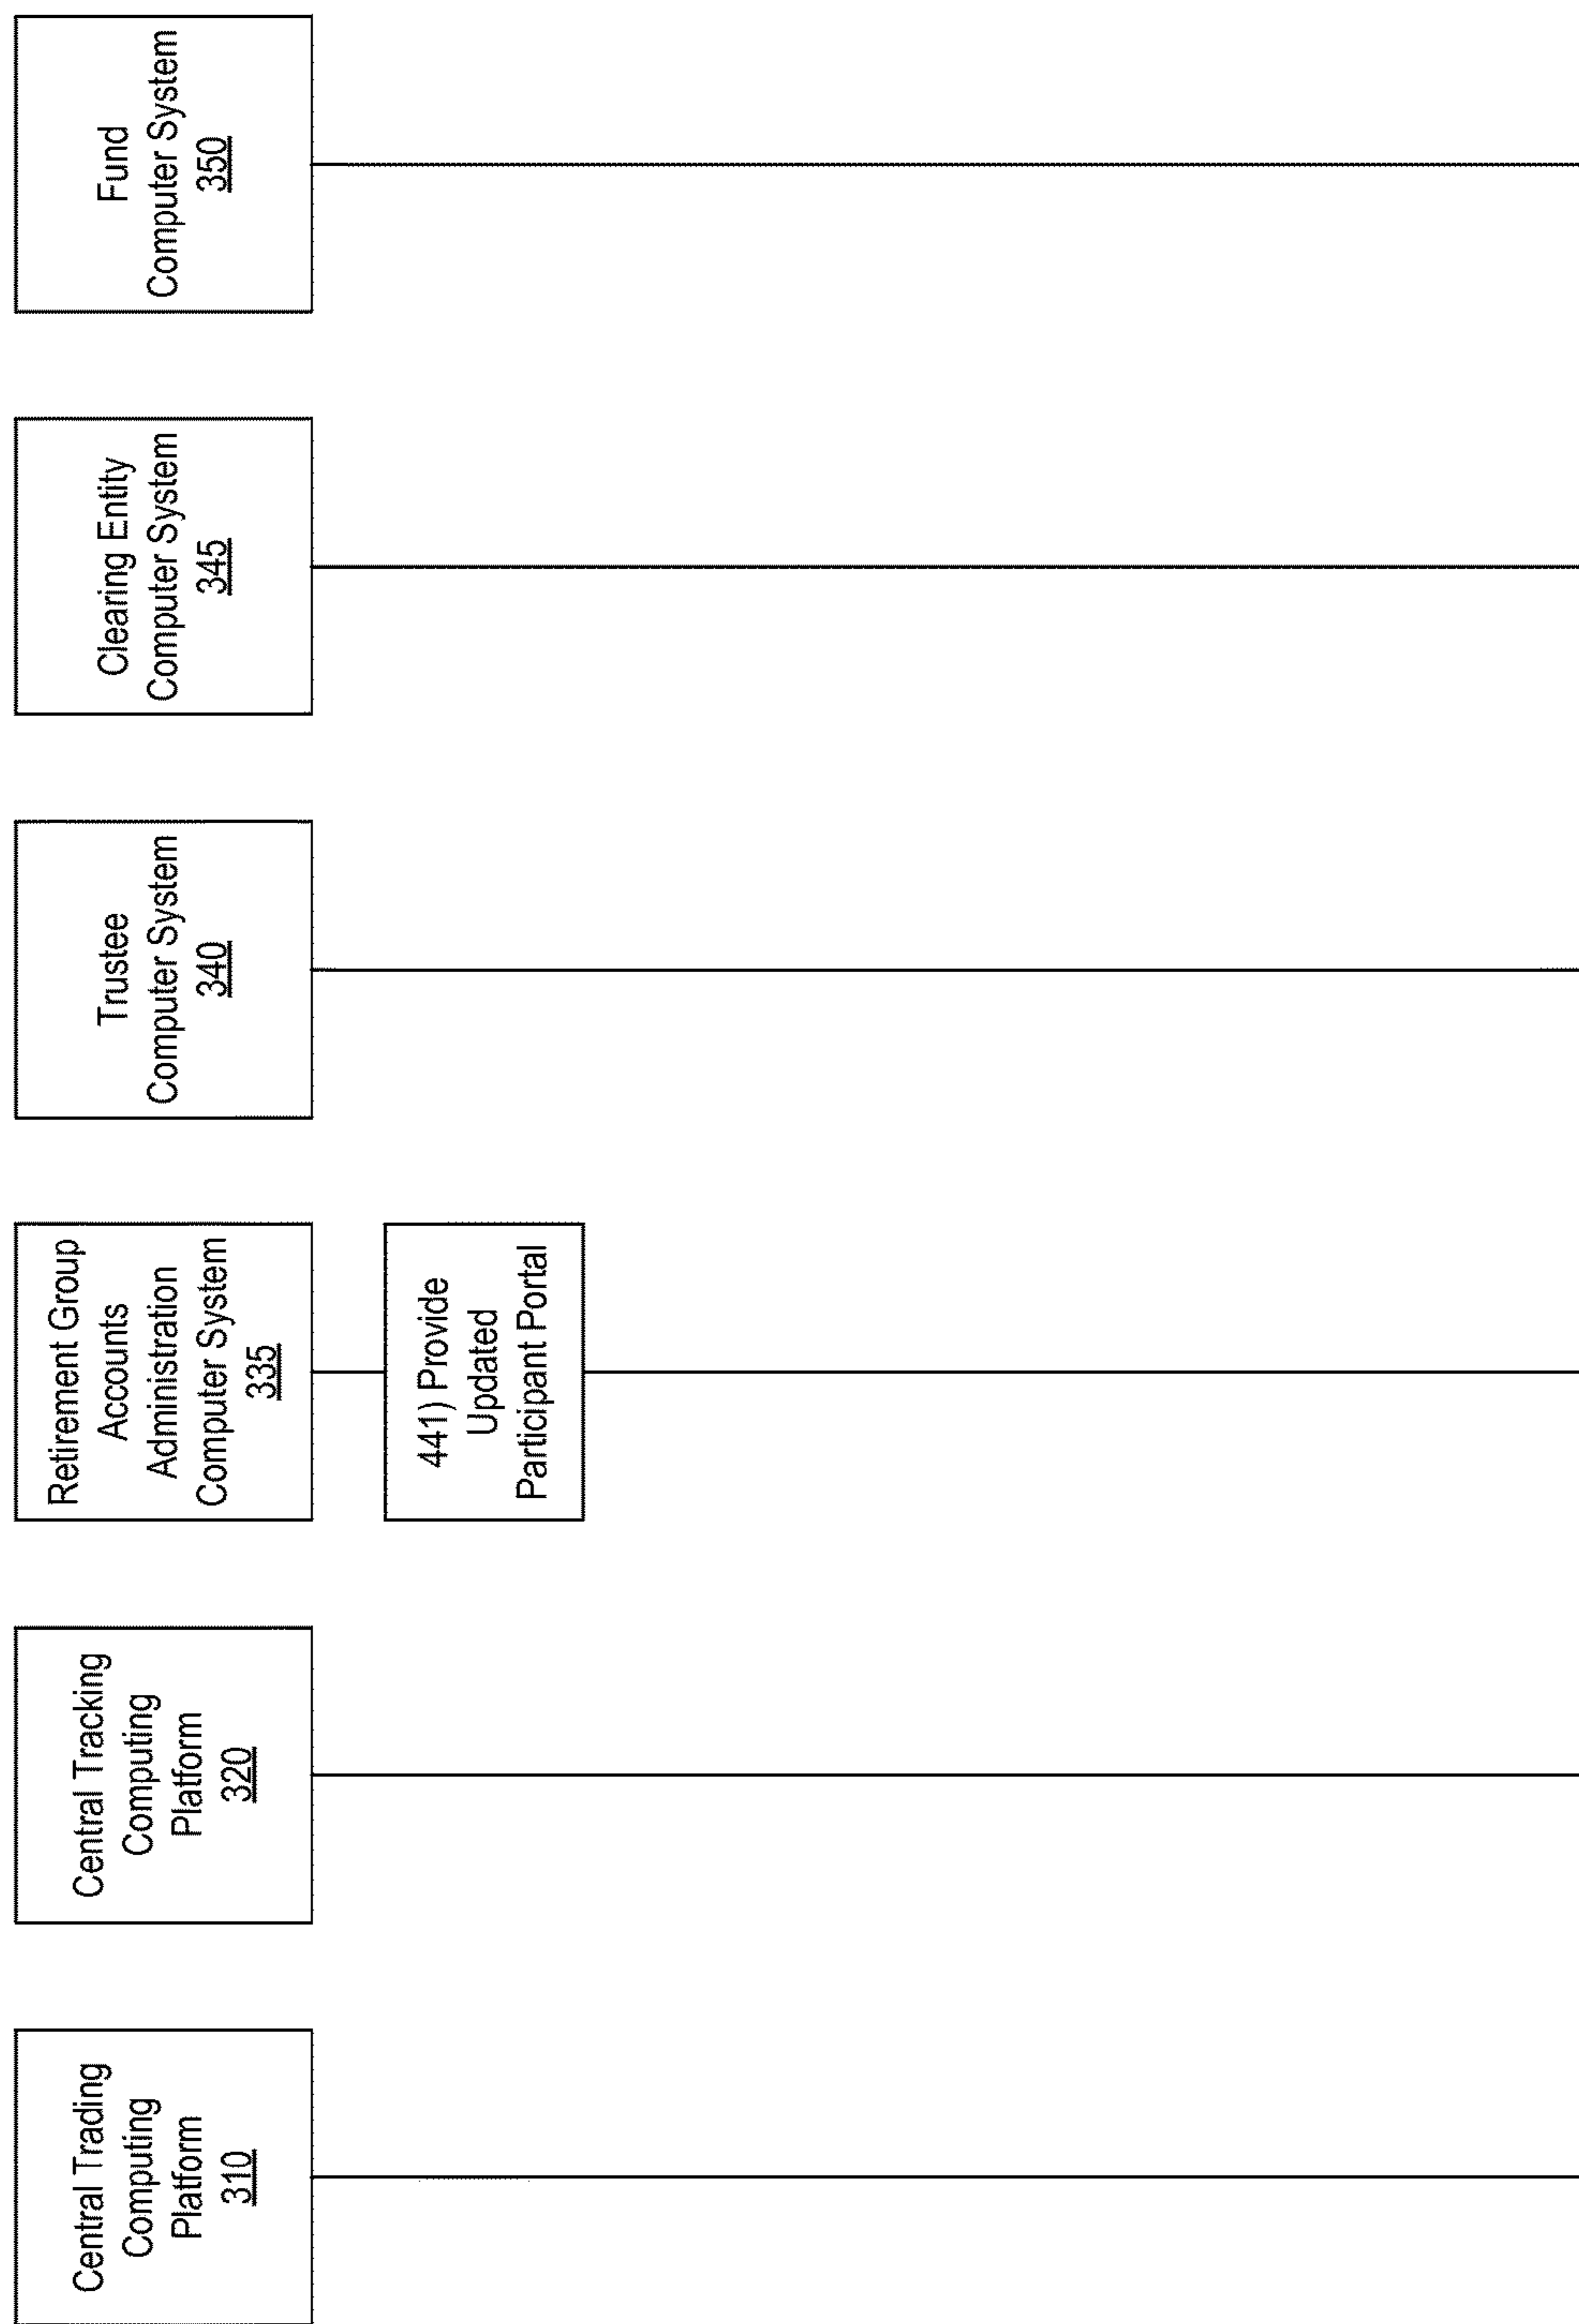 Central Trading
Computing
Platform
310
Central Tracking
Computing
Platform
320
Retirement Group
Accounts
Administration
Computer System
335
Trustee
Computer System
340
Clearing Entity
Computer System
345
Fund
Computer System
350
441) Provide
Updated
Participant Portal